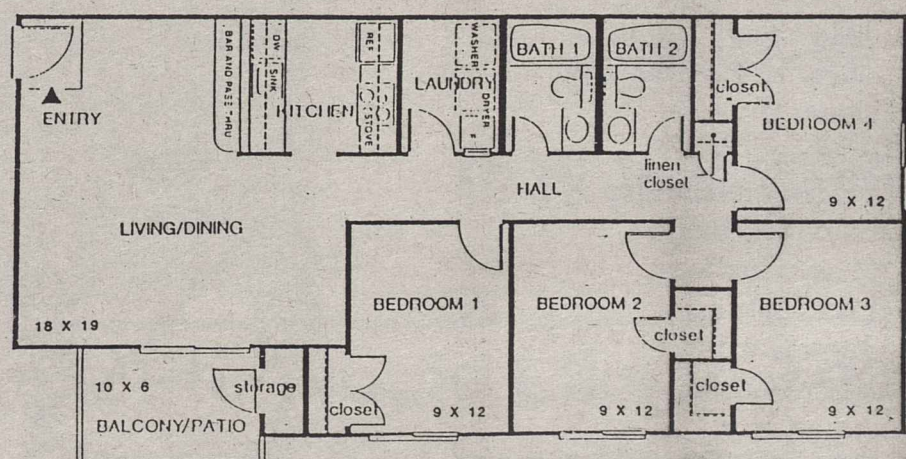 BAR AND PASS-THRU
DW
SINK
REF
STOVE
KITCHEN
WASHER
LAUNDRY
DRYER
F
BATH 1
BATH 2
closet
BEDROOM 4
9 X 12
ENTRY
linen
closet
HALL
LIVING/DINING
18 X 19
BEDROOM 1
9 X 12
BEDROOM 2
9 X 12
BEDROOM 3
9 X 12
closet
closet
closet
storage
10 X 6
BALCONY/PATIO